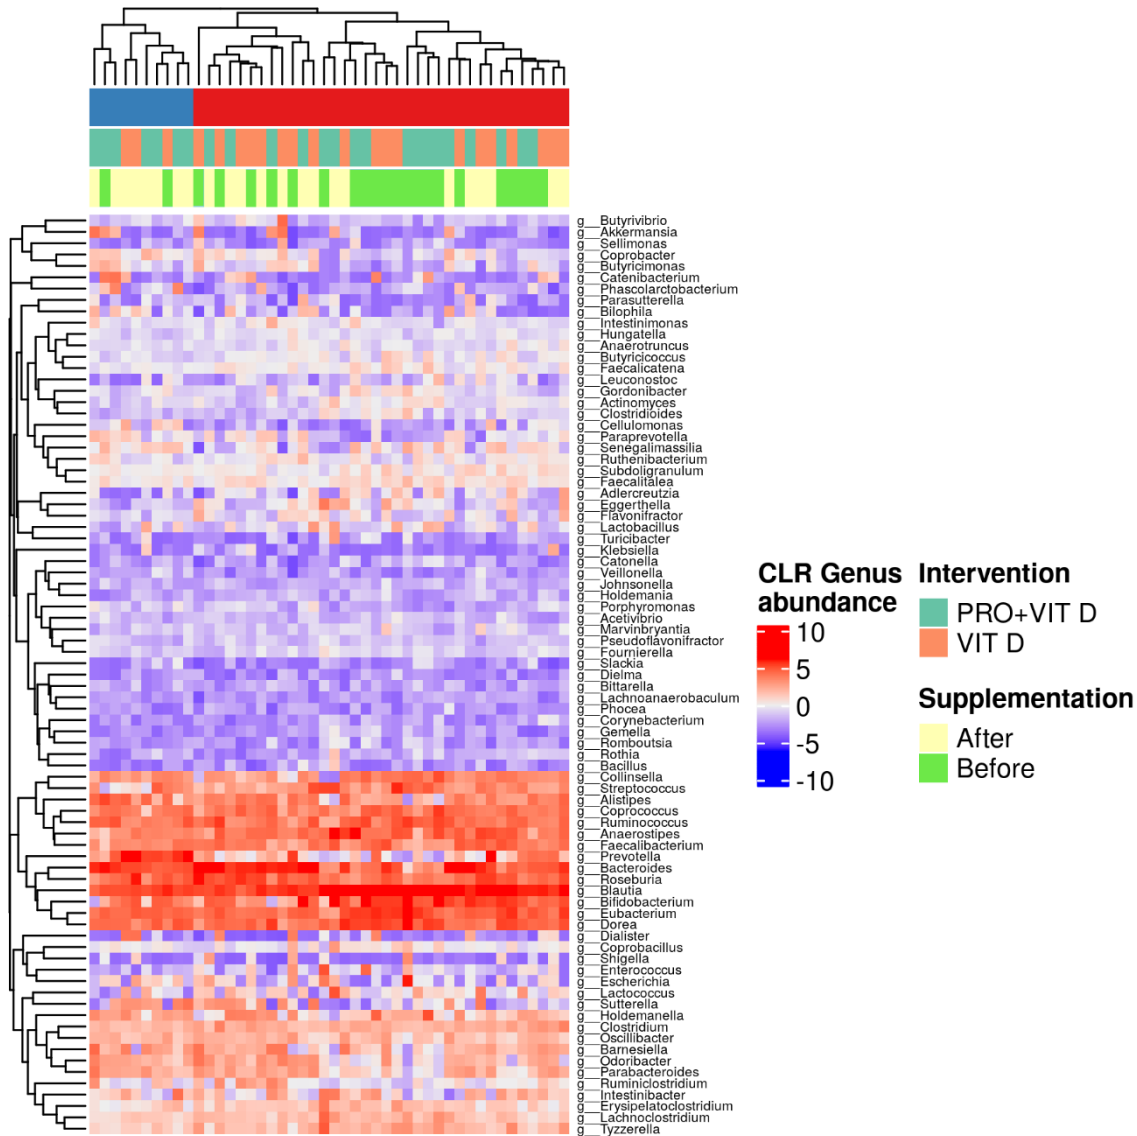 g__Butyrivibrio
g__Akkermansia
g__Sellimonas
g__Coprobacter
g__Butyricimonas
g__Catenibacterium
g__Phascolarctobacterium
g__Parasutterella
g__Bilophila
g__Intestinimonas
g__Hungatella
g__Anaerotruncus
g__Butyricicoccus
g__Faecalicatena
g__Leuconostoc
g__Gordonibacter
g__Actinomyces
g__Clostridioides
g__Cellulomonas
g__Paraprevotella
g__Senegalimassilia
g__Ruthenibacterium
g__Subdoligranulum
g__Faecalitalea
g__Adlercreutzia
g__Eggerthella
g__Flavonifractor
g__Lactobacillus
g__Turicibacter
g__Klebsiella
g__Catonella
g__Veillonella
g__Johnsonella
g__Holdemania
g__Porphyromonas
g__Acetivibrio
g__Marvinbryantia
g__Pseudoflavonifractor
g__Fournierella
g__Slackia
g__Dielma
g__Bittarella
g__Lachnoanaerobaculum
g__Phocea
g__Corynebacterium
g__Gemella
g__Romboutsia
g__Rothia
g__Bacillus
g__Collinsella
g__Streptococcus
g__Alistipes
g__Coprococcus
g__Ruminococcus
g__Anaerostipes
g__Faecalibacterium
g__Prevotella
g__Bacteroides
g__Roseburia
g__Blautia
g__Bifidobacterium
g__Eubacterium
g__Dorea
g__Dialister
g__Coprobacillus
g__Shigella
g__Enterococcus
g__Escherichia
g__Lactococcus
g__Sutterella
g__Holdemanella
g__Clostridium
g__Oscillibacter
g__Barnesiella
g__Odoribacter
g__Parabacteroides
g__Ruminiclostridium
g__Intestinibacter
g__Erysipelatoclostridium
g__Lachnoclostridium
g__Tyzzerella
CLR Genus
abundance
10
5
0
-5
-10
Intervention
PRO+VIT D
VIT D
Supplementation
After
Before